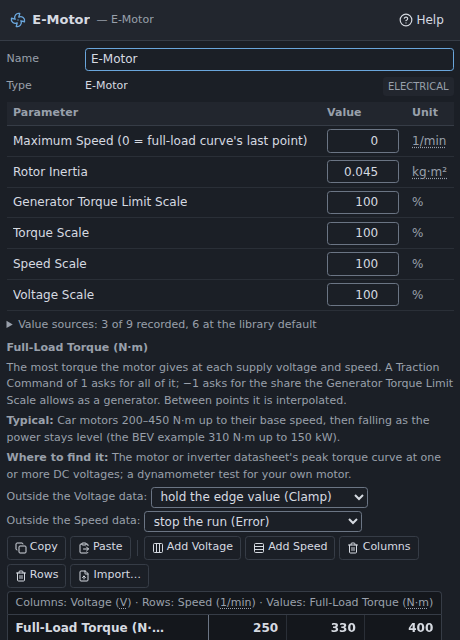 E-Motor — E-Motor Help
Name E-Motor
Type E-Motor ELECTRICAL
Parameter Value Unit
Maximum Speed (0 = full-load curve's last point) 0 1/min
Rotor Inertia 0.045 kg·m²
Generator Torque Limit Scale 100 %
Torque Scale 100 %
Speed Scale 100 %
Voltage Scale 100 %
Value sources: 3 of 9 recorded, 6 at the library default
Full-Load Torque (N·m)
The most torque the motor gives at each supply voltage and speed. A Traction
Command of 1 asks for all of it; −1 asks for the share the Generator Torque Limit
Scale allows as a generator. Between points it is interpolated.
Typical: Car motors 200–450 N·m up to their base speed, then falling as the
power stays level (the BEV example 310 N·m up to 150 kW).
Where to find it: The motor or inverter datasheet's peak torque curve at one
or more DC voltages; a dynamometer test for your own motor.
Outside the Voltage data: hold the edge value (Clamp)
Outside the Speed data: stop the run (Error)
Copy Paste Add Voltage Add Speed Columns
Rows Import...
Columns: Voltage (V) · Rows: Speed (1/min) · Values: Full-Load Torque (N·m)
Full-Load Torque (N·... 250 330 400